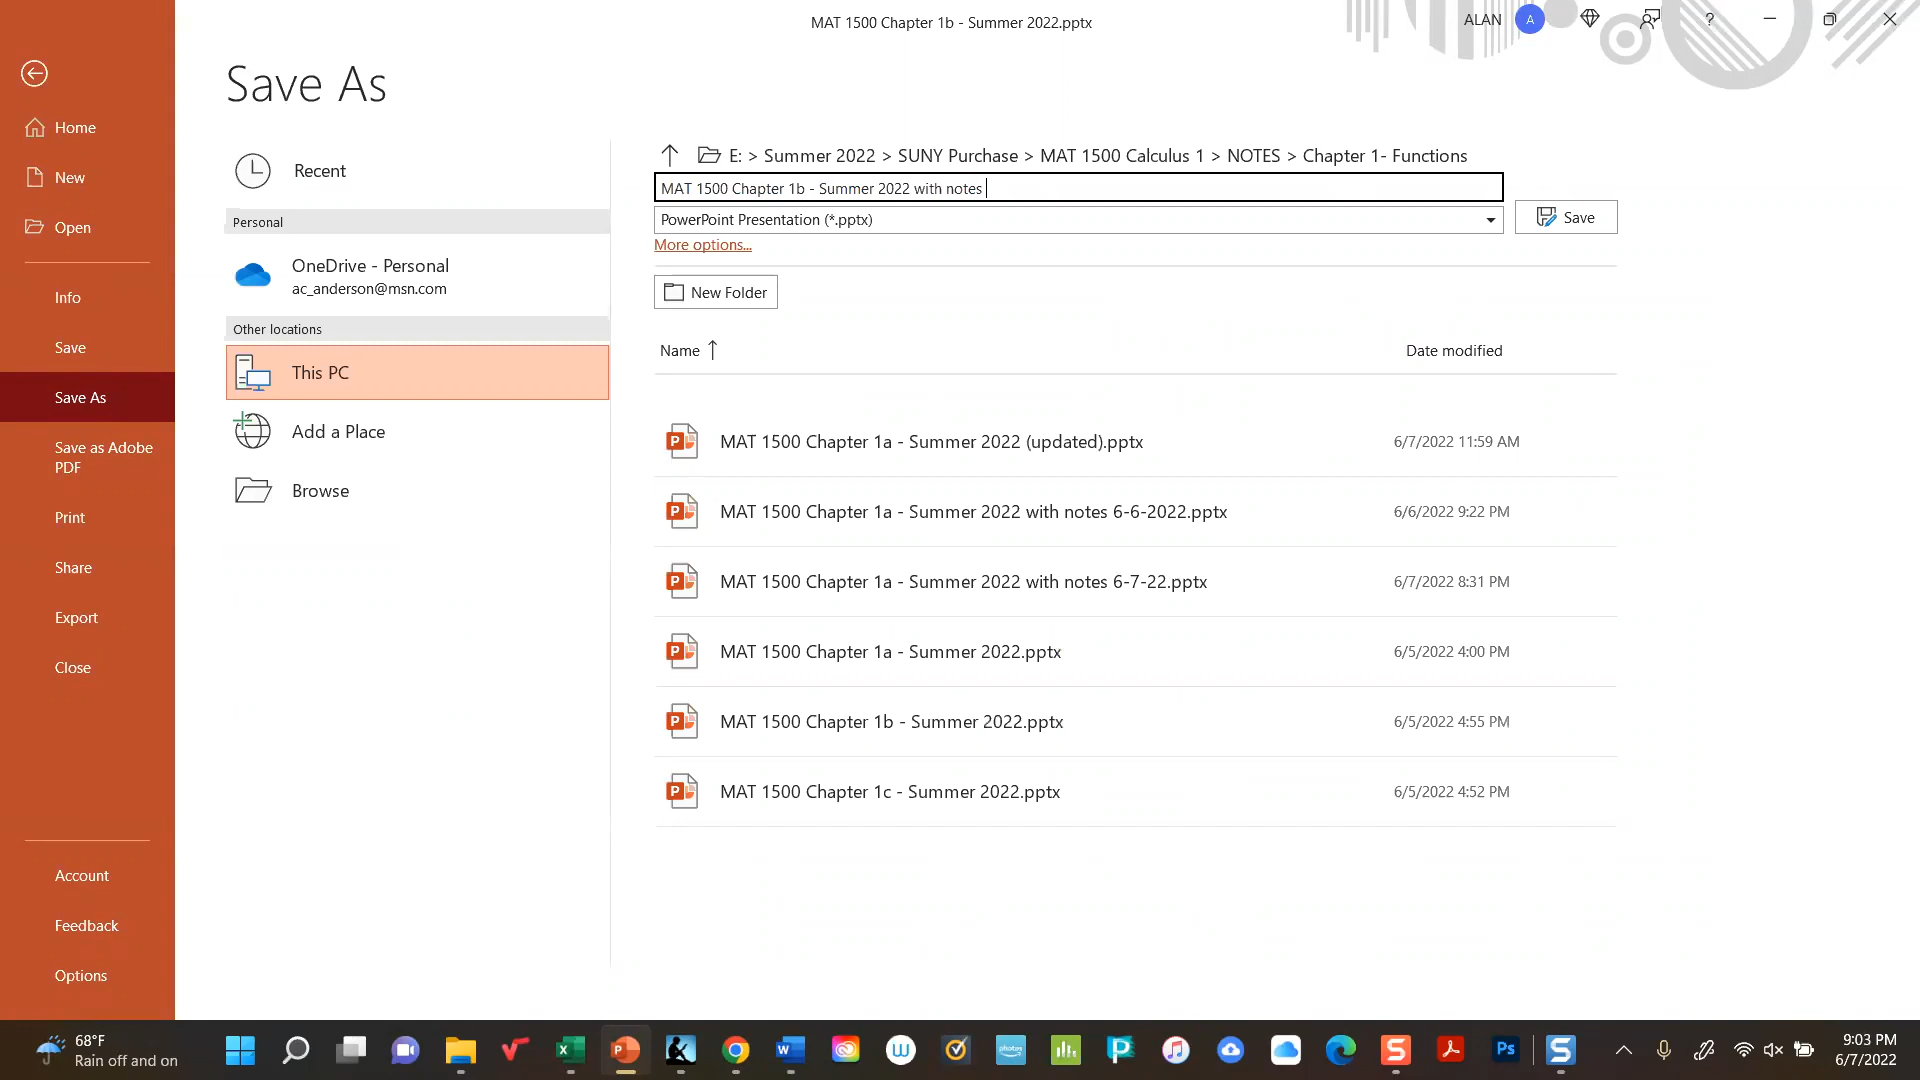 MAT 1500 Chapter 1b - Summer 2022.pptx
ALAN
A
?
Save As
Home
New
Open
Info
Save
Save As
Save as Adobe
PDF
Print
Share
Export
Close
Account
Feedback
Options
Recent
Personal
OneDrive - Personal
ac_anderson@msn.com
Other locations
This PC
Add a Place
Browse
E: > Summer 2022 > SUNY Purchase > MAT 1500 Calculus 1 > NOTES > Chapter 1- Functions
MAT 1500 Chapter 1b - Summer 2022 with notes
PowerPoint Presentation (*.pptx)
Save
More options...
New Folder
Name Date modified
MAT 1500 Chapter 1a - Summer 2022 (updated).pptx 6/7/2022 11:59 AM
MAT 1500 Chapter 1a - Summer 2022 with notes 6-6-2022.pptx 6/6/2022 9:22 PM
MAT 1500 Chapter 1a - Summer 2022 with notes 6-7-22.pptx 6/7/2022 8:31 PM
MAT 1500 Chapter 1a - Summer 2022.pptx 6/5/2022 4:00 PM
MAT 1500 Chapter 1b - Summer 2022.pptx 6/5/2022 4:55 PM
MAT 1500 Chapter 1c - Summer 2022.pptx 6/5/2022 4:52 PM
68°F
Rain off and on
photos
Ps
9:03 PM
6/7/2022